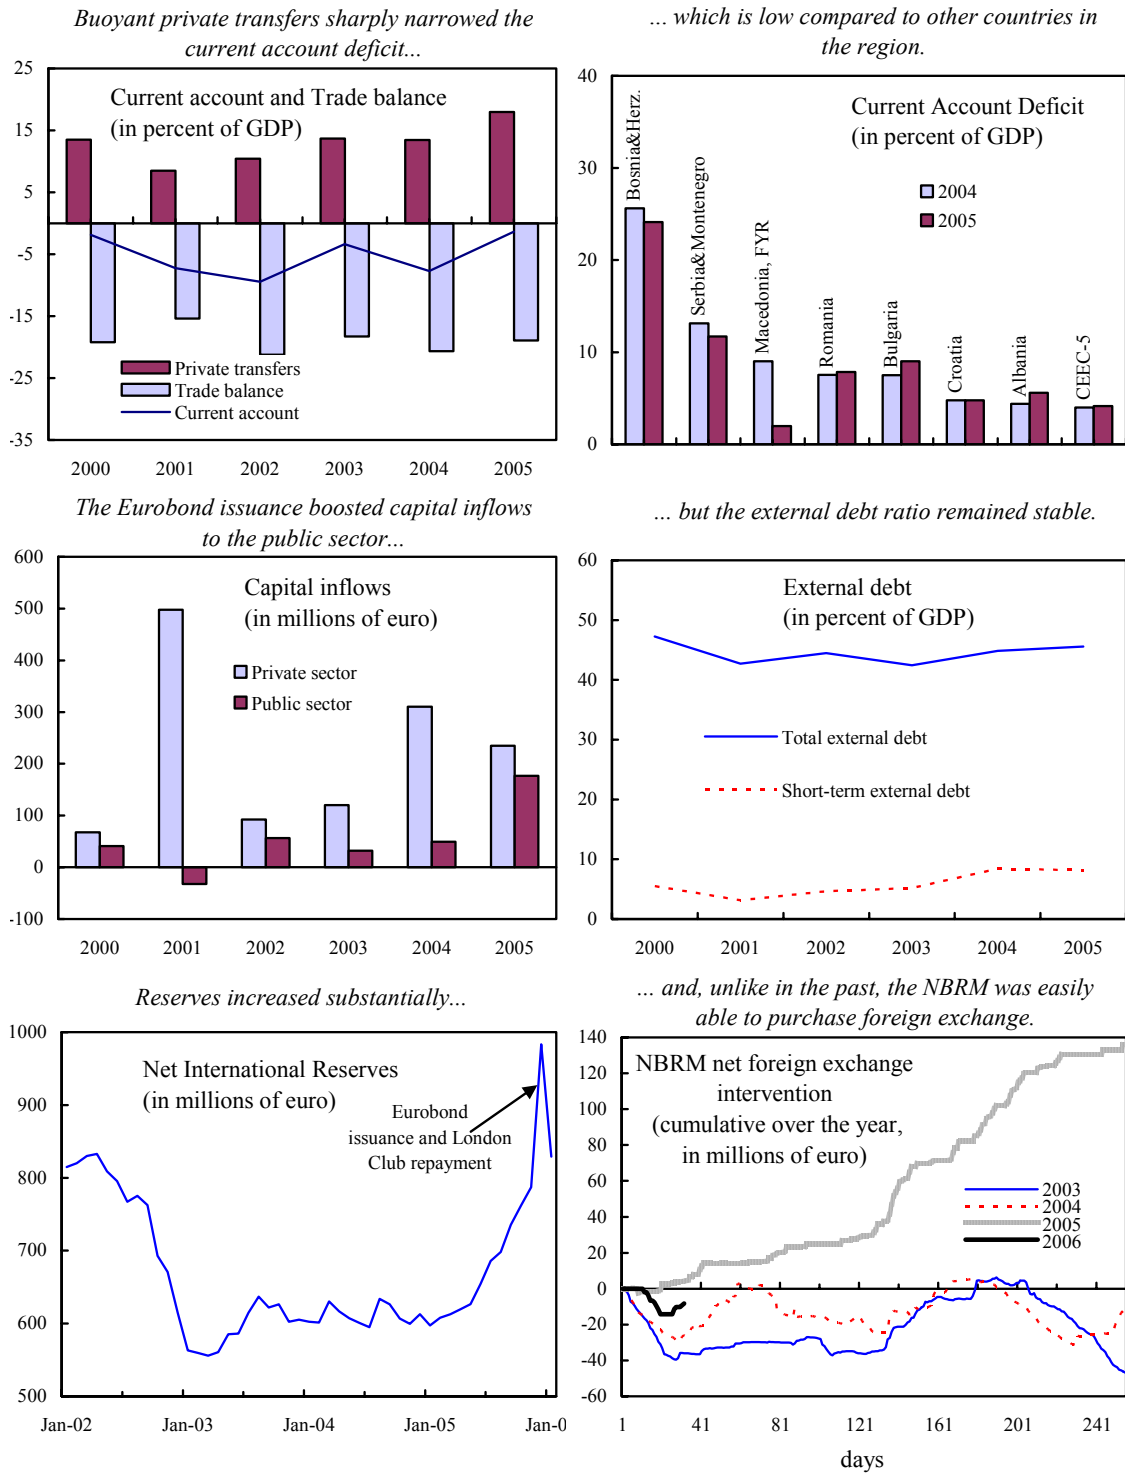 Buoyant private transfers sharply narrowed the
current account deficit...
25
15
5
-5
-15
-25
-35
Current account and Trade balance
(in percent of GDP)
Private transfers
Trade balance
Current account
2000 2001 2002 2003 2004 2005
... which is low compared to other countries in
the region.
40
30
20
10
0
Current Account Deficit
(in percent of GDP)
2004
2005
Bosnia&Herz.
Serbia&Montenegro
Macedonia, FYR
Romania
Bulgaria
Croatia
Albania
CEEC-5
The Eurobond issuance boosted capital inflows
to the public sector...
600
500
400
300
200
100
0
-100
Capital inflows
(in millions of euro)
Private sector
Public sector
2000 2001 2002 2003 2004 2005
... but the external debt ratio remained stable.
60
50
40
30
20
10
0
External debt
(in percent of GDP)
Total external debt
Short-term external debt
2000 2001 2002 2003 2004 2005
Reserves increased substantially...
1000
900
800
700
600
500
Net International Reserves
(in millions of euro)
Eurobond
issuance and London
Club repayment
Jan-02 Jan-03 Jan-04 Jan-05 Jan-0
... and, unlike in the past, the NBRM was easily
able to purchase foreign exchange.
140
120
100
80
60
40
20
0
-20
-40
-60
NBRM net foreign exchange
intervention
(cumulative over the year,
in millions of euro)
2003
2004
2005
2006
1 41 81 121 161 201 241
days